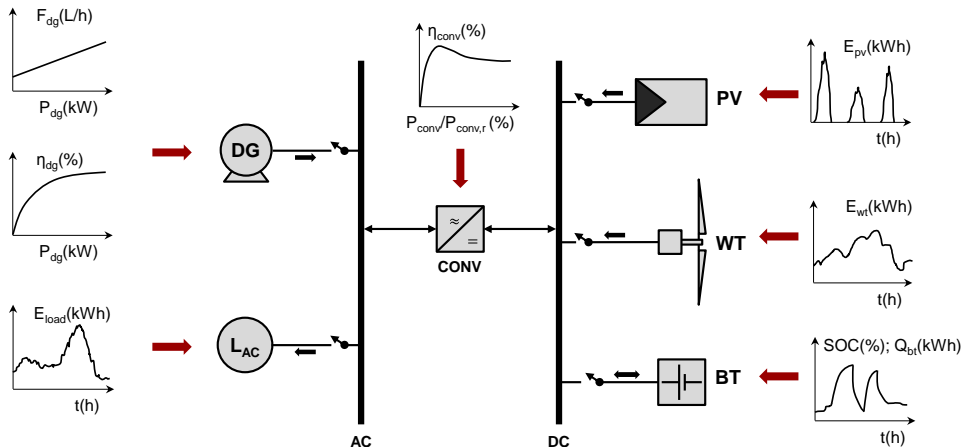 F_dg(L/h)
P_dg(kW)
η_dg(%)
P_dg(kW)
E_load(kWh)
t(h)
DG
L_AC
AC
η_conv(%)
P_conv/P_conv,r (%)
≈
=
CONV
DC
PV
WT
BT
E_pv(kWh)
t(h)
E_wt(kWh)
t(h)
SOC(%); Q_bt(kWh)
t(h)